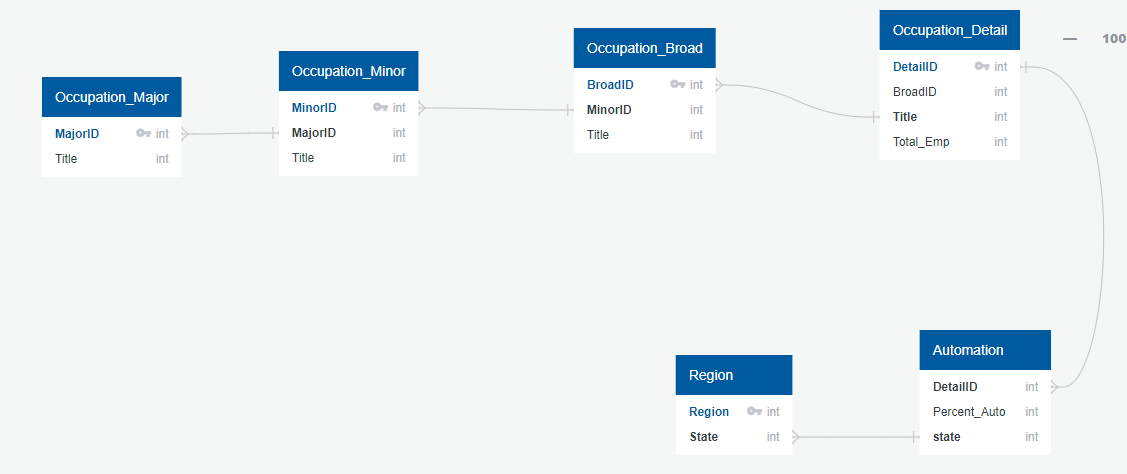 Occupation_Major
MajorID int
Title int
Occupation_Minor
MinorID int
MajorID int
Title int
Occupation_Broad
BroadID int
MinorID int
Title int
Occupation_Detail
DetailID int
BroadID int
Title int
Total_Emp int
100
Region
Region int
State int
Automation
DetailID int
Percent_Auto int
state int